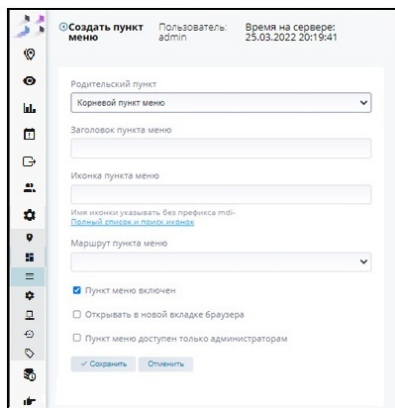 Создать пункт меню
Пользователь: admin
Время на сервере: 25.03.2022 20:19:41
Родительский пункт
Корневой пункт меню
Заголовок пункта меню
Иконка пункта меню
Имя иконки указывать без префикса mdi-
Полный список и поиск иконок
Маршрут пункта меню
Пункт меню включен
Открывать в новой вкладке браузера
Пункт меню доступен только администраторам
Сохранить Отменить